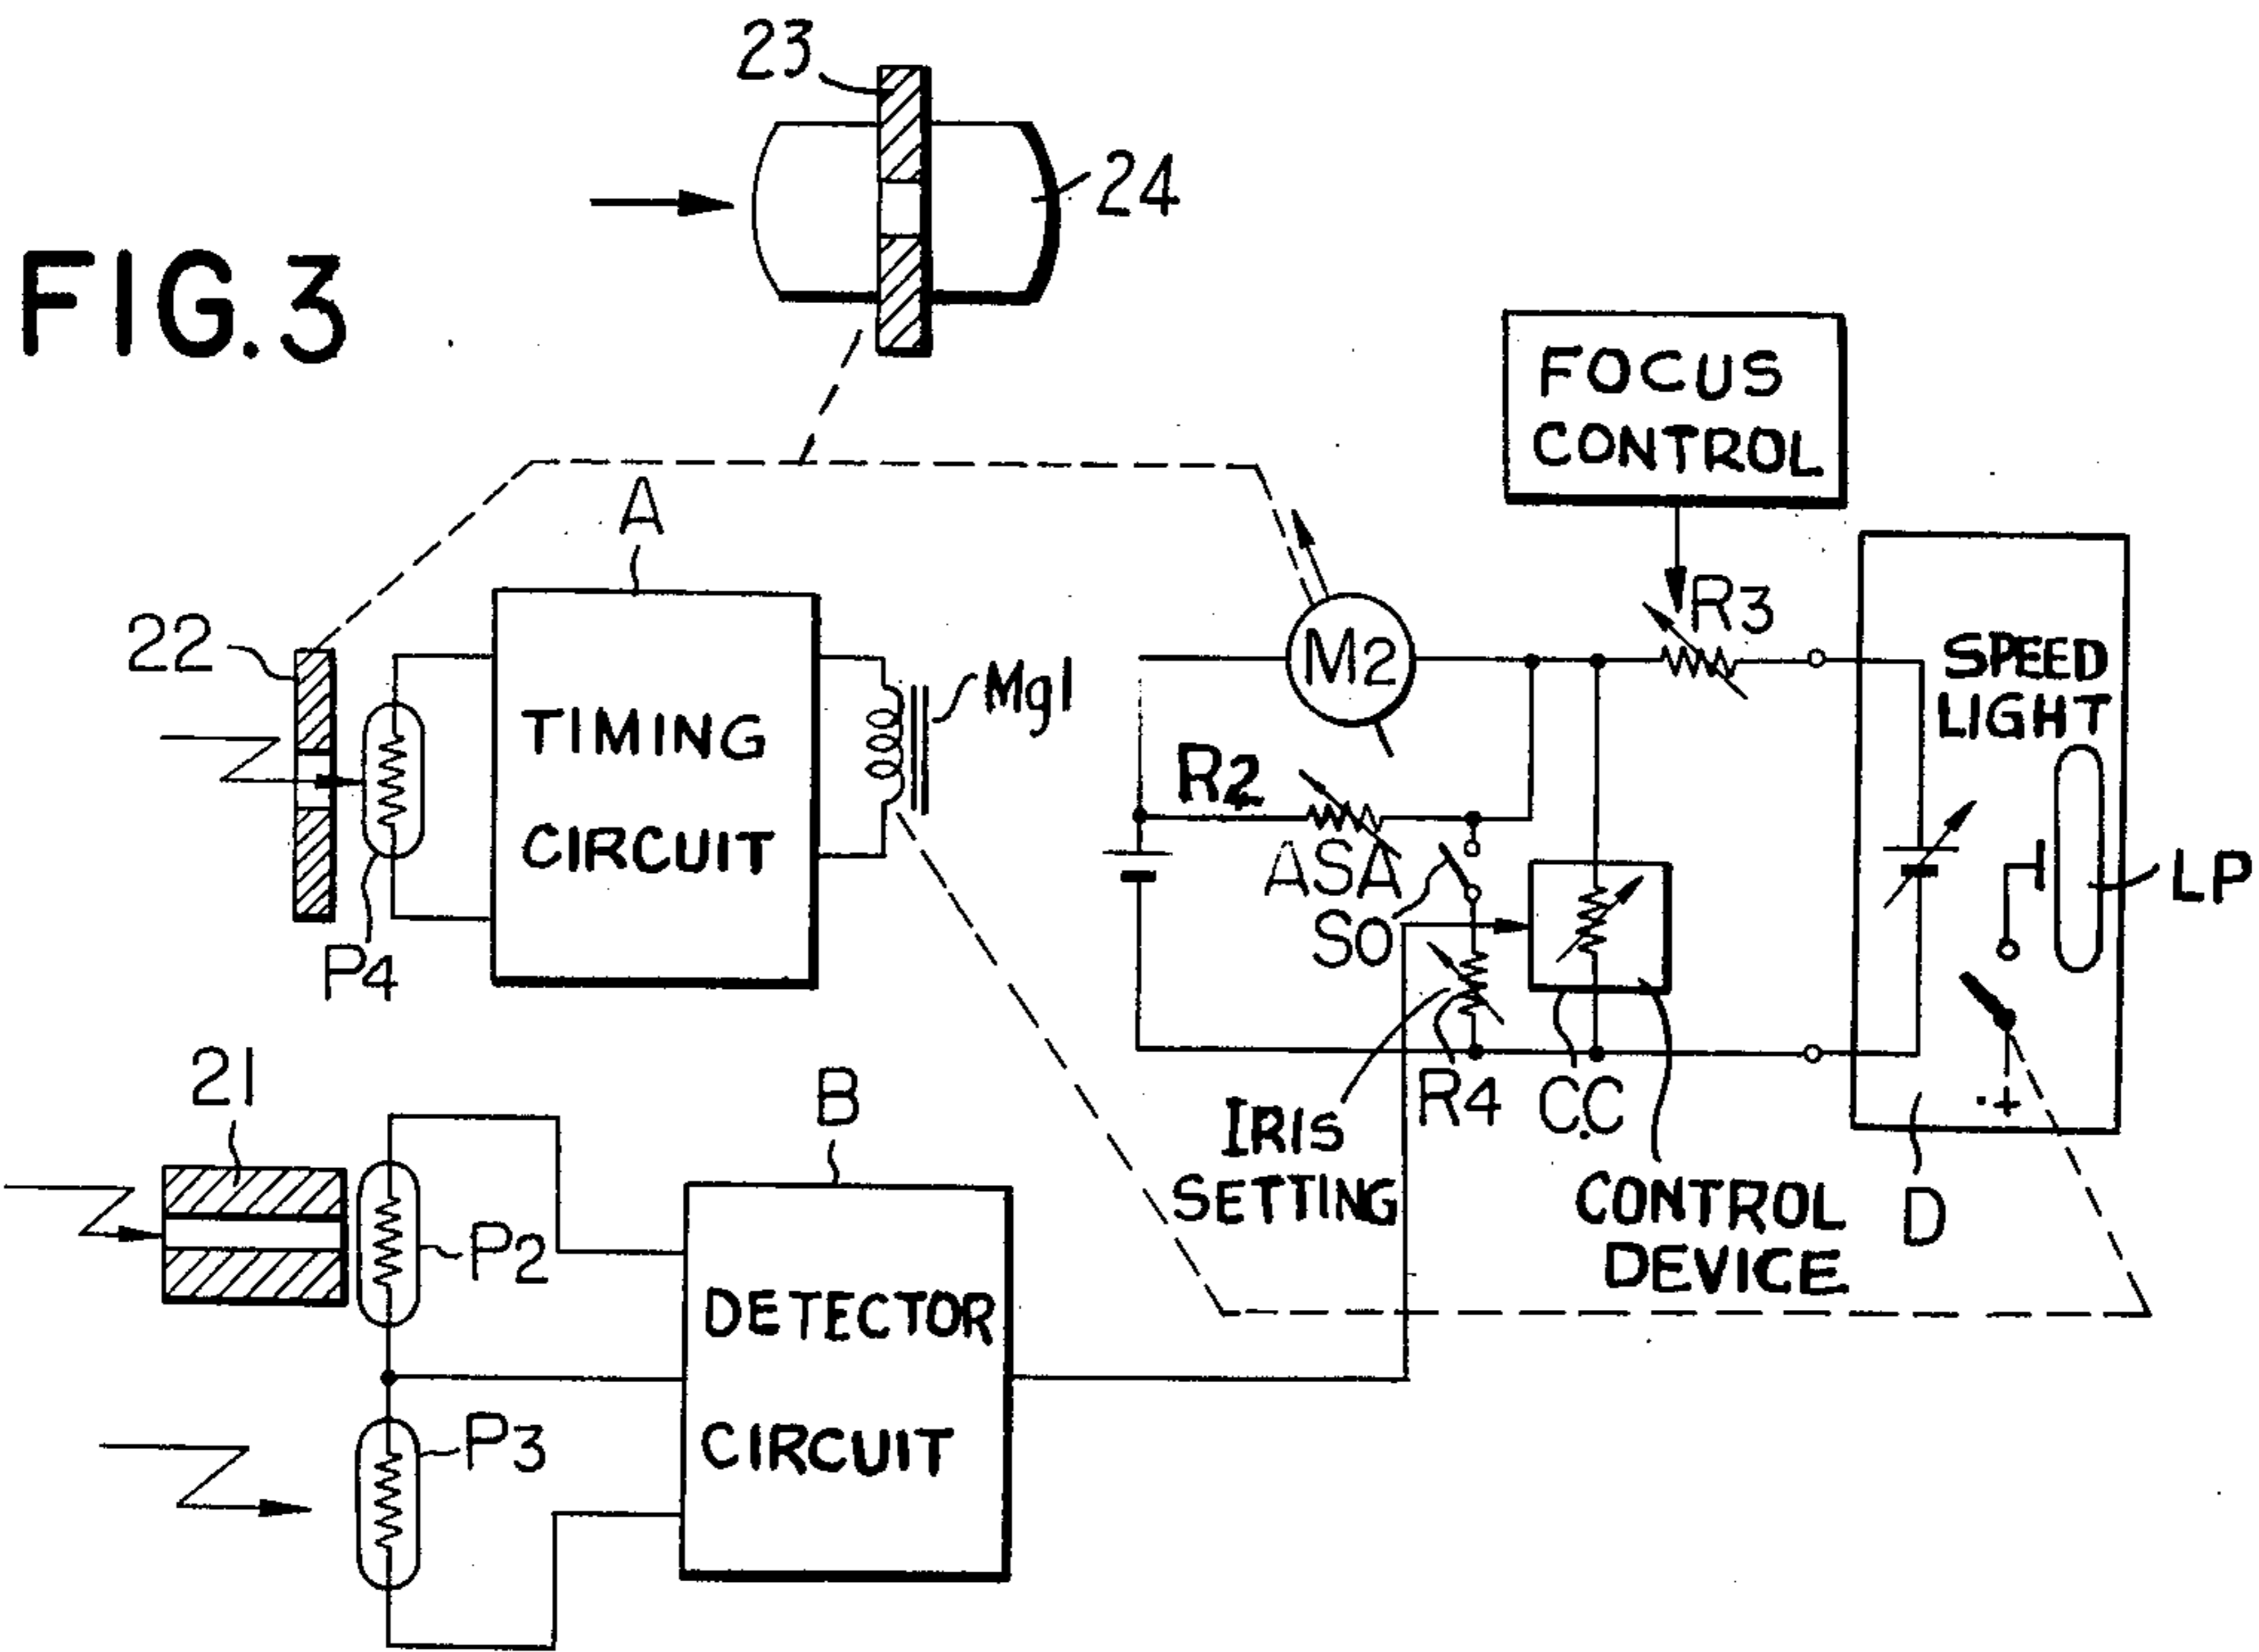 FIG.3
23
24
FOCUS
CONTROL
A
22
TIMING
CIRCUIT
P4
Mg1
M2
R3
R2
ASA
SO
SPEED
LIGHT
LP
IRIS
SETTING
R4
C.C
CONTROL
DEVICE
D
+
21
B
P2
P3
DETECTOR
CIRCUIT